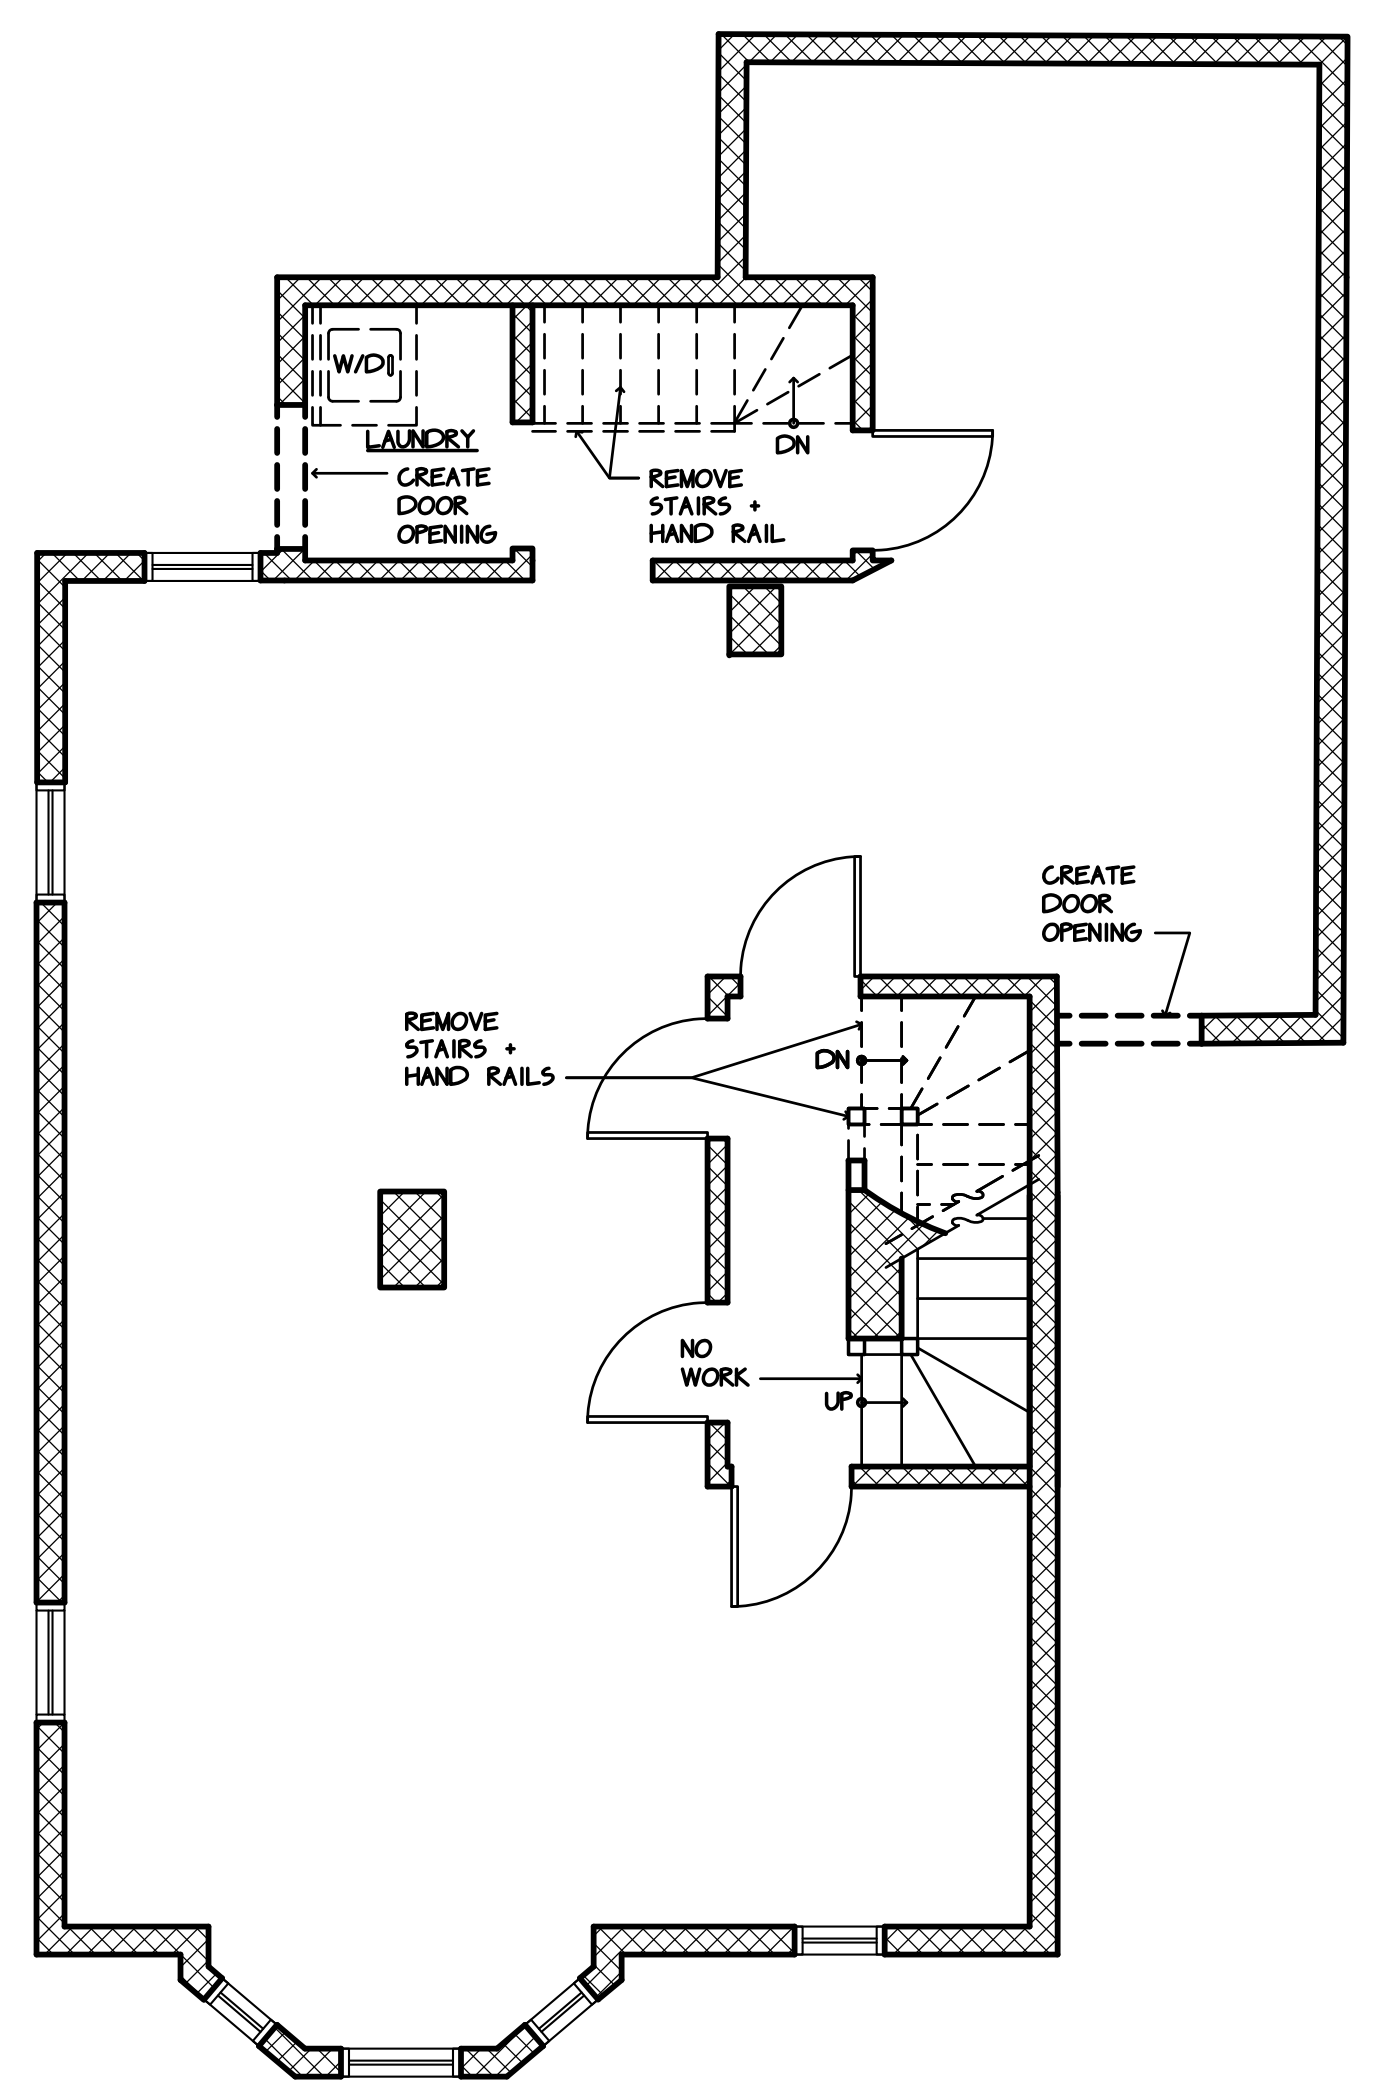 W/D
LAUNDRY
CREATE
DOOR
OPENING
DN
REMOVE
STAIRS +
HAND RAIL
CREATE
DOOR
OPENING
REMOVE
STAIRS +
HAND RAILS
DN
NO
WORK
UP